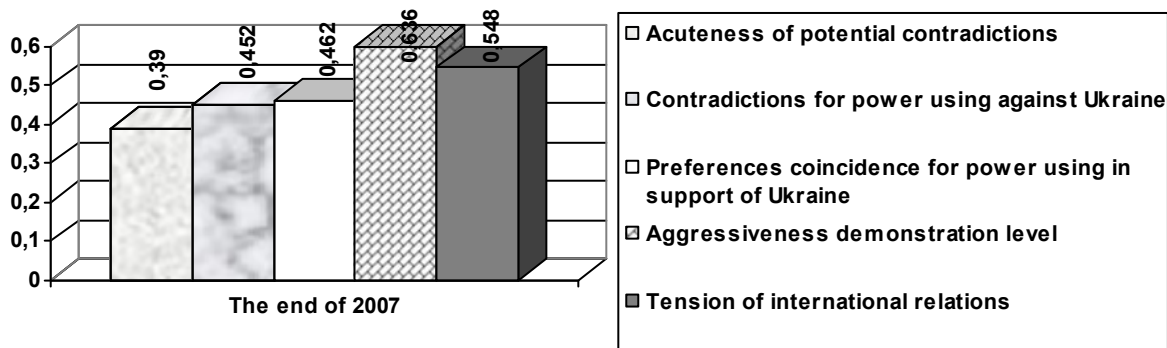 0,6
0,5
0,4
0,3
0,2
0,1
0
0,39
0,452
0,462
0,636
0,548
The end of 2007
Acuteness of potential contradictions
Contradictions for power using against Ukraine
Preferences coincidence for power using in
support of Ukraine
Aggressiveness demonstration level
Tension of international relations